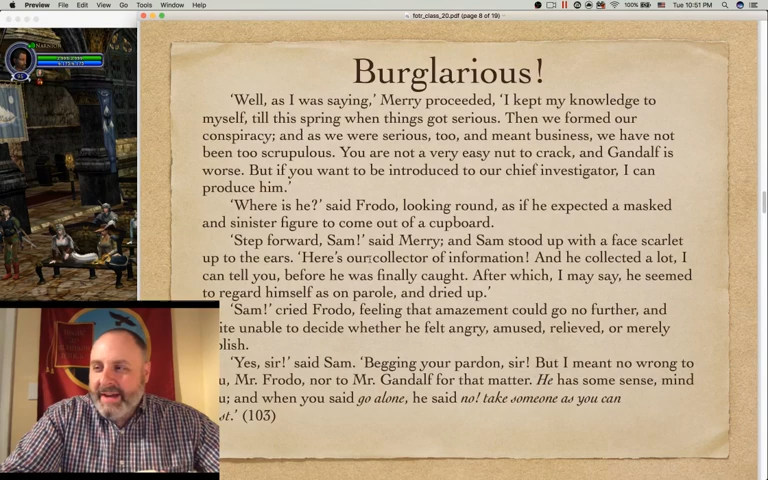 Preview File Edit View Go Tools Window Help
100% Tue 10:51 PM
fotr_class_20.pdf (page 8 of 19)
Burglarious!
‘Well, as I was saying,’ Merry proceeded, ‘I kept my knowledge to
myself, till this spring when things got serious. Then we formed our
conspiracy; and as we were serious, too, and meant business, we have not
been too scrupulous. You are not a very easy nut to crack, and Gandalf is
worse. But if you want to be introduced to our chief investigator, I can
produce him.’
‘Where is he?’ said Frodo, looking round, as if he expected a masked
and sinister figure to come out of a cupboard.
‘Step forward, Sam!’ said Merry; and Sam stood up with a face scarlet
up to the ears. ‘Here’s our collector of information! And he collected a lot, I
can tell you, before he was finally caught. After which, I may say, he seemed
to regard himself as on parole, and dried up.’
‘Sam!’ cried Frodo, feeling that amazement could go no further, and
ite unable to decide whether he felt angry, amused, relieved, or merely
lish.
‘Yes, sir!’ said Sam. ‘Begging your pardon, sir! But I meant no wrong to
u, Mr. Frodo, nor to Mr. Gandalf for that matter. He has some sense, mind
u; and when you said go alone, he said no! take someone as you can
st.’ (103)